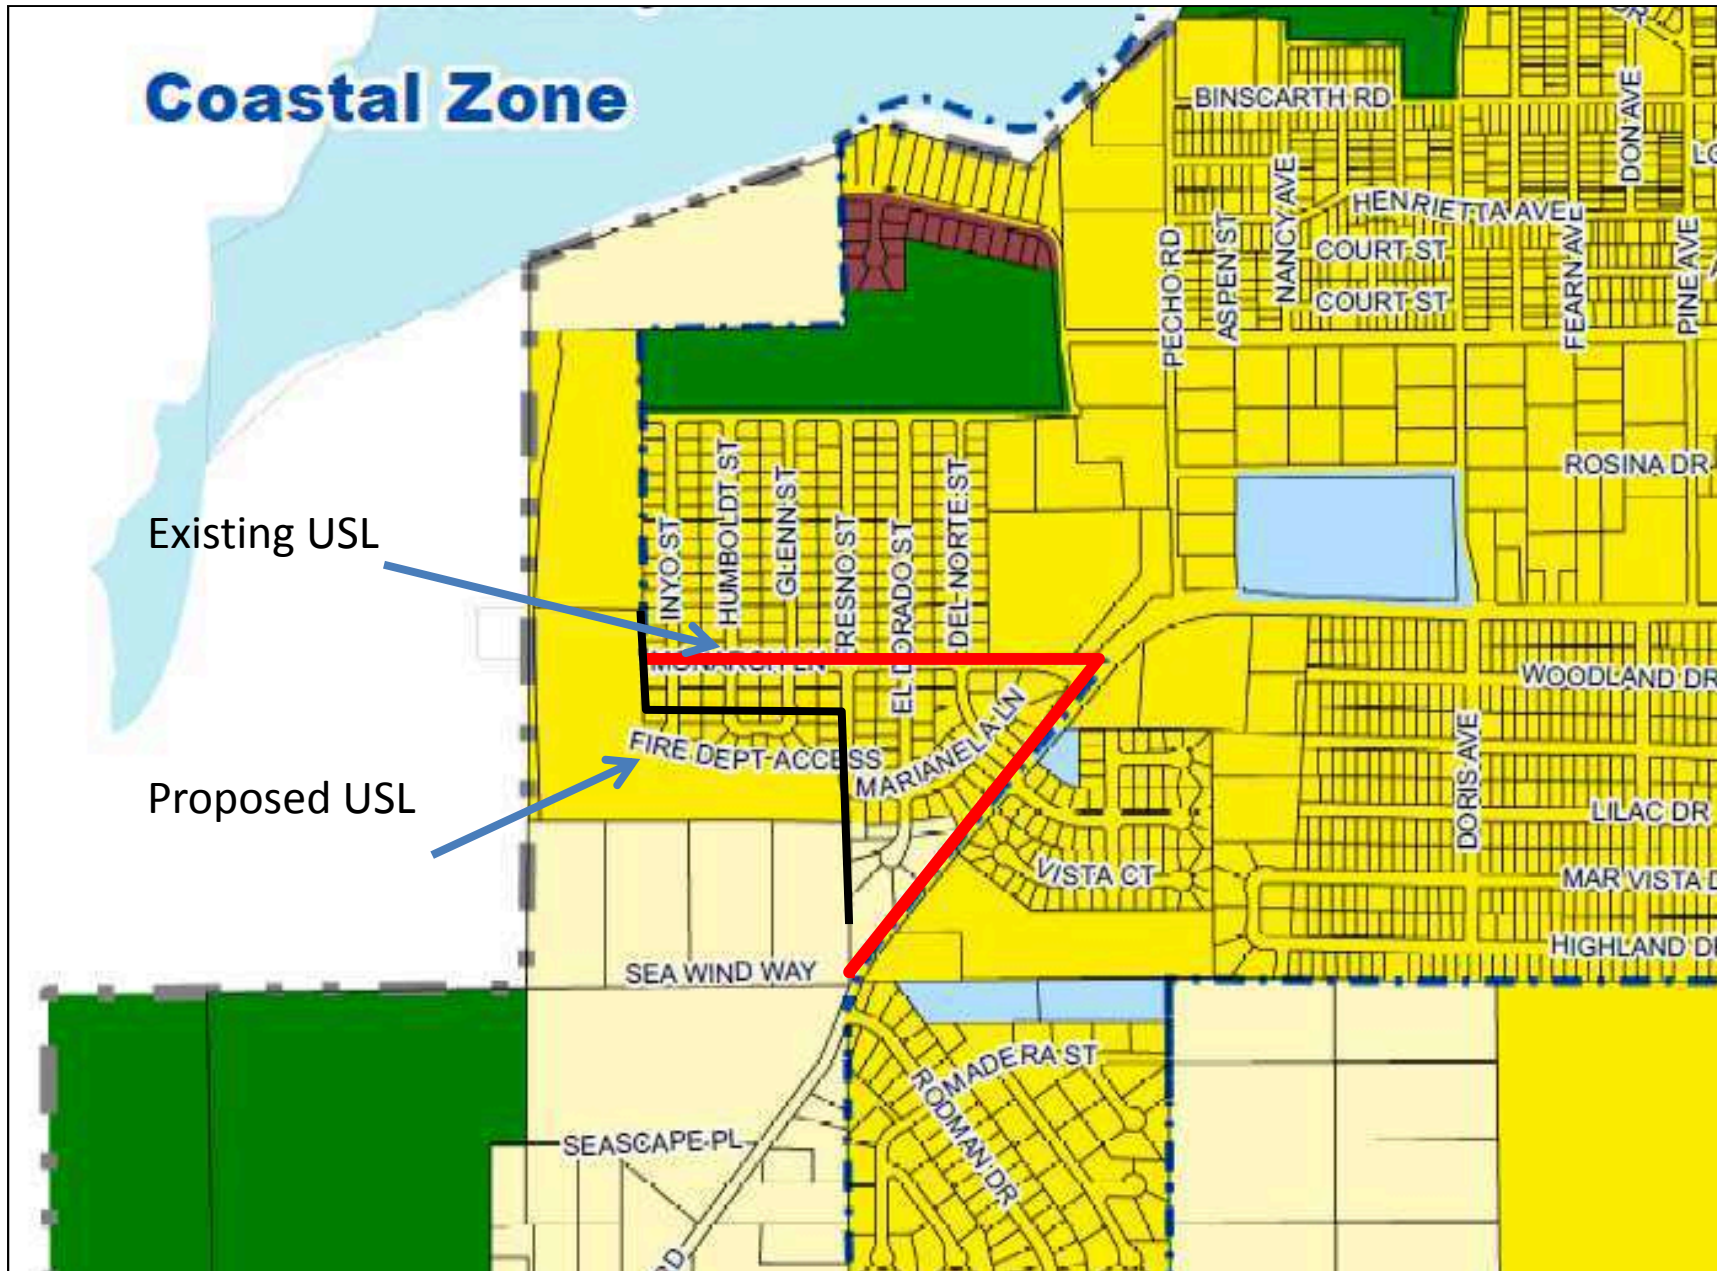 Coastal Zone
BINSCARTH RD
DON AVE
NANCY AVE
HENRIETTA AVE
ASPEN ST
COURT ST
PECHO RD
FEARN AVE
PINE AVE
COURT ST
ROSINA DR
Existing USL
INYO ST
HUMBOLDT ST
GLENN ST
FRESNO ST
EL DORADO ST
DEL NORTE ST
MONARCH LN
WOODLAND DR
MARIANELA LN
FIRE DEPT ACCESS
DORIS AVE
Proposed USL
LILAC DR
VISTA CT
MAR VISTA D
HIGHLAND DR
SEA WIND WAY
MADERA ST
RODMAN DR
SEASCAPE PL
RD